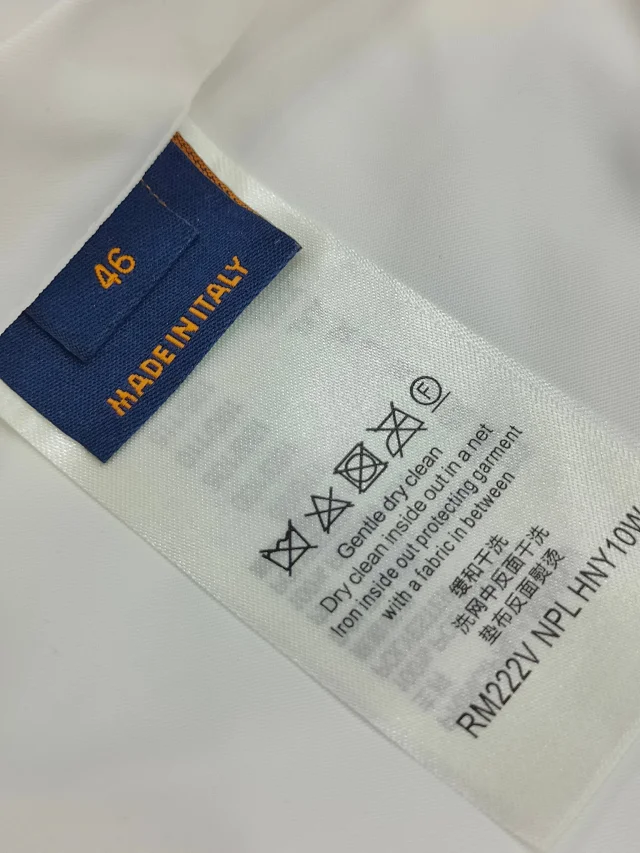 46
MADE IN ITALY
F
Gentle dry clean
Dry clean inside out in a net
Iron inside out protecting garment
with a fabric in between
缓和干洗
洗网中反面干洗
垫布反面熨烫
RM222V NPL HNY10W